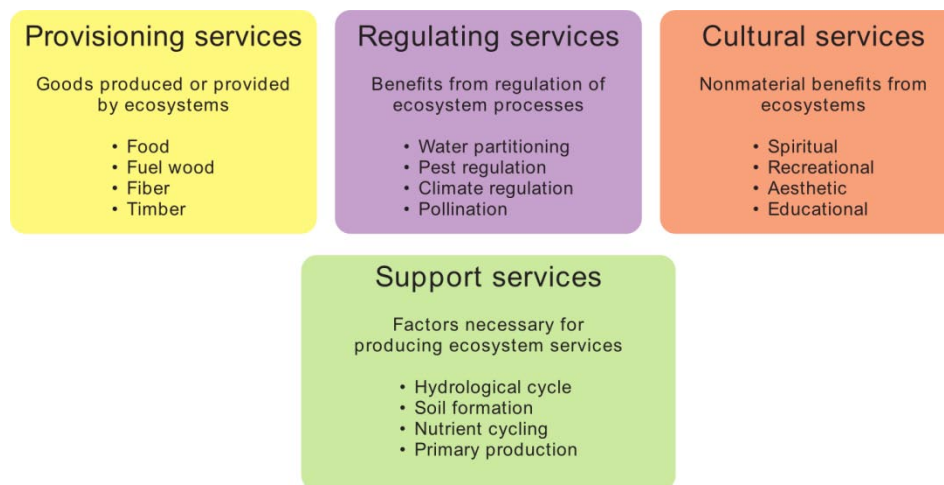 Provisioning services
Goods produced or provided
by ecosystems
• Food
• Fuel wood
• Fiber
• Timber
Regulating services
Benefits from regulation of
ecosystem processes
• Water partitioning
• Pest regulation
• Climate regulation
• Pollination
Cultural services
Nonmaterial benefits from
ecosystems
• Spiritual
• Recreational
• Aesthetic
• Educational
Support services
Factors necessary for
producing ecosystem services
• Hydrological cycle
• Soil formation
• Nutrient cycling
• Primary production